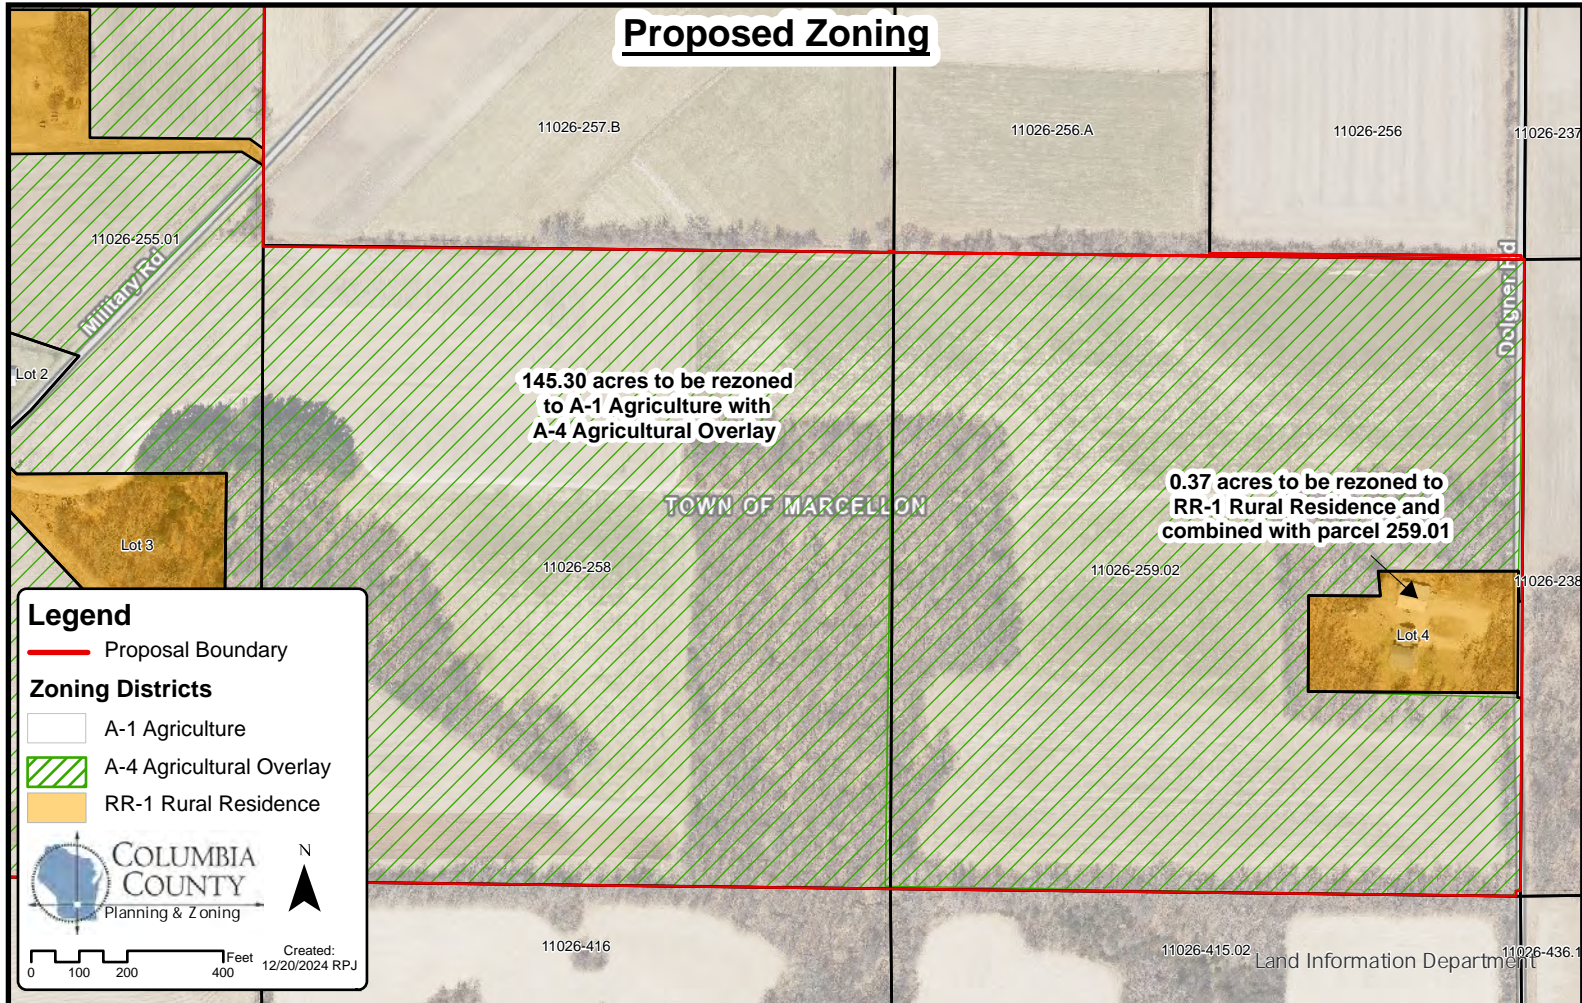 Proposed Zoning
11026-257.B
11026-256.A
11026-256
11026-237
11026-255.01
Military Rd
Dolgner Rd
Lot 2
145.30 acres to be rezoned
to A-1 Agriculture with
A-4 Agricultural Overlay
TOWN OF MARCELLON
0.37 acres to be rezoned to
RR-1 Rural Residence and
combined with parcel 259.01
Lot 3
11026-258
11026-259.02
11026-238
Lot 4
Legend
Proposal Boundary
Zoning Districts
A-1 Agriculture
A-4 Agricultural Overlay
RR-1 Rural Residence
COLUMBIA
COUNTY
Planning & Zoning
N
Feet
0 100 200 400
Created:
12/20/2024 RPJ
11026-416
11026-415.02
11026-436.1
Land Information Department